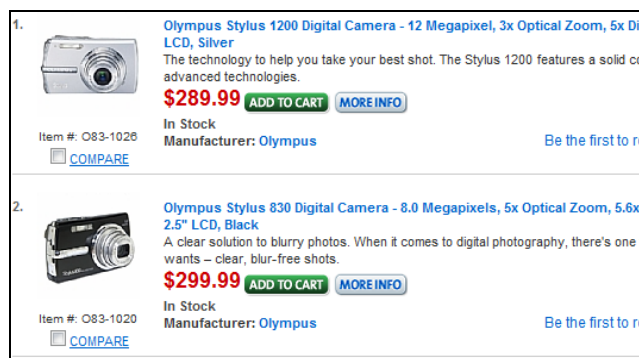 1.
Olympus Stylus 1200 Digital Camera - 12 Megapixel, 3x Optical Zoom, 5x Di
LCD, Silver
The technology to help you take your best shot. The Stylus 1200 features a solid co
advanced technologies.
$289.99 ADD TO CART MORE INFO
In Stock
Item #: O83-1026
Manufacturer: Olympus Be the first to r
COMPARE
2.
Olympus Stylus 830 Digital Camera - 8.0 Megapixels, 5x Optical Zoom, 5.6x
2.5" LCD, Black
A clear solution to blurry photos. When it comes to digital photography, there's one
wants – clear, blur-free shots.
$299.99 ADD TO CART MORE INFO
In Stock
Item #: O83-1020
Manufacturer: Olympus Be the first to r
COMPARE